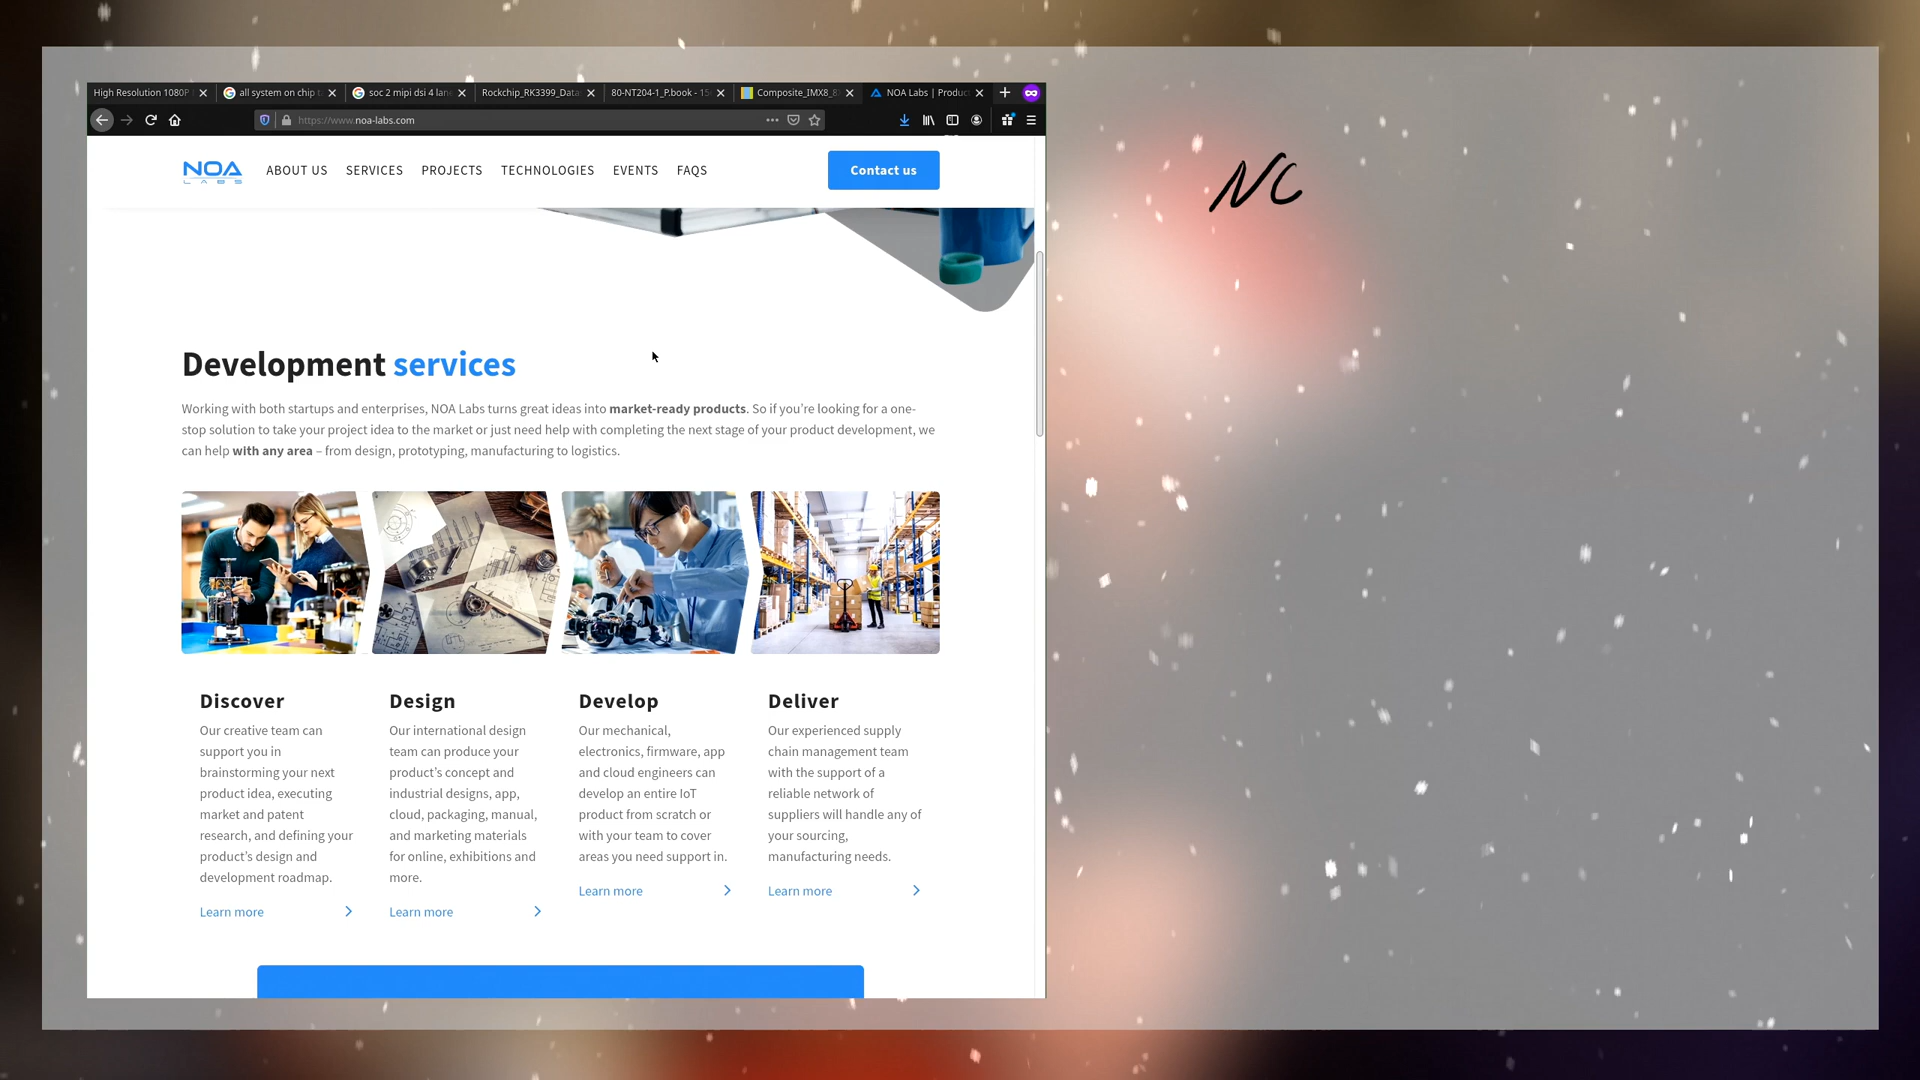 High Resolution 1080P
all system on chip t
soc 2 mipi dsi 4 lane
Rockchip_RK3399_Data
80-NT204-1_P.book - 15
Composite_IMX8_8
NOA Labs | Produc
https://www.noa-labs.com
NOA
LABS
ABOUT US
SERVICES
PROJECTS
TECHNOLOGIES
EVENTS
FAQS
Contact us
NC
Development services
Working with both startups and enterprises, NOA Labs turns great ideas into market-ready products. So if you’re looking for a one-
stop solution to take your project idea to the market or just need help with completing the next stage of your product development, we
can help with any area – from design, prototyping, manufacturing to logistics.
Discover
Our creative team can
support you in
brainstorming your next
product idea, executing
market and patent
research, and defining your
product’s design and
development roadmap.
Learn more
Design
Our international design
team can produce your
product’s concept and
industrial designs, app,
cloud, packaging, manual,
and marketing materials
for online, exhibitions and
more.
Learn more
Develop
Our mechanical,
electronics, firmware, app
and cloud engineers can
develop an entire IoT
product from scratch or
with your team to cover
areas you need support in.
Learn more
Deliver
Our experienced supply
chain management team
with the support of a
reliable network of
suppliers will handle any of
your sourcing,
manufacturing needs.
Learn more